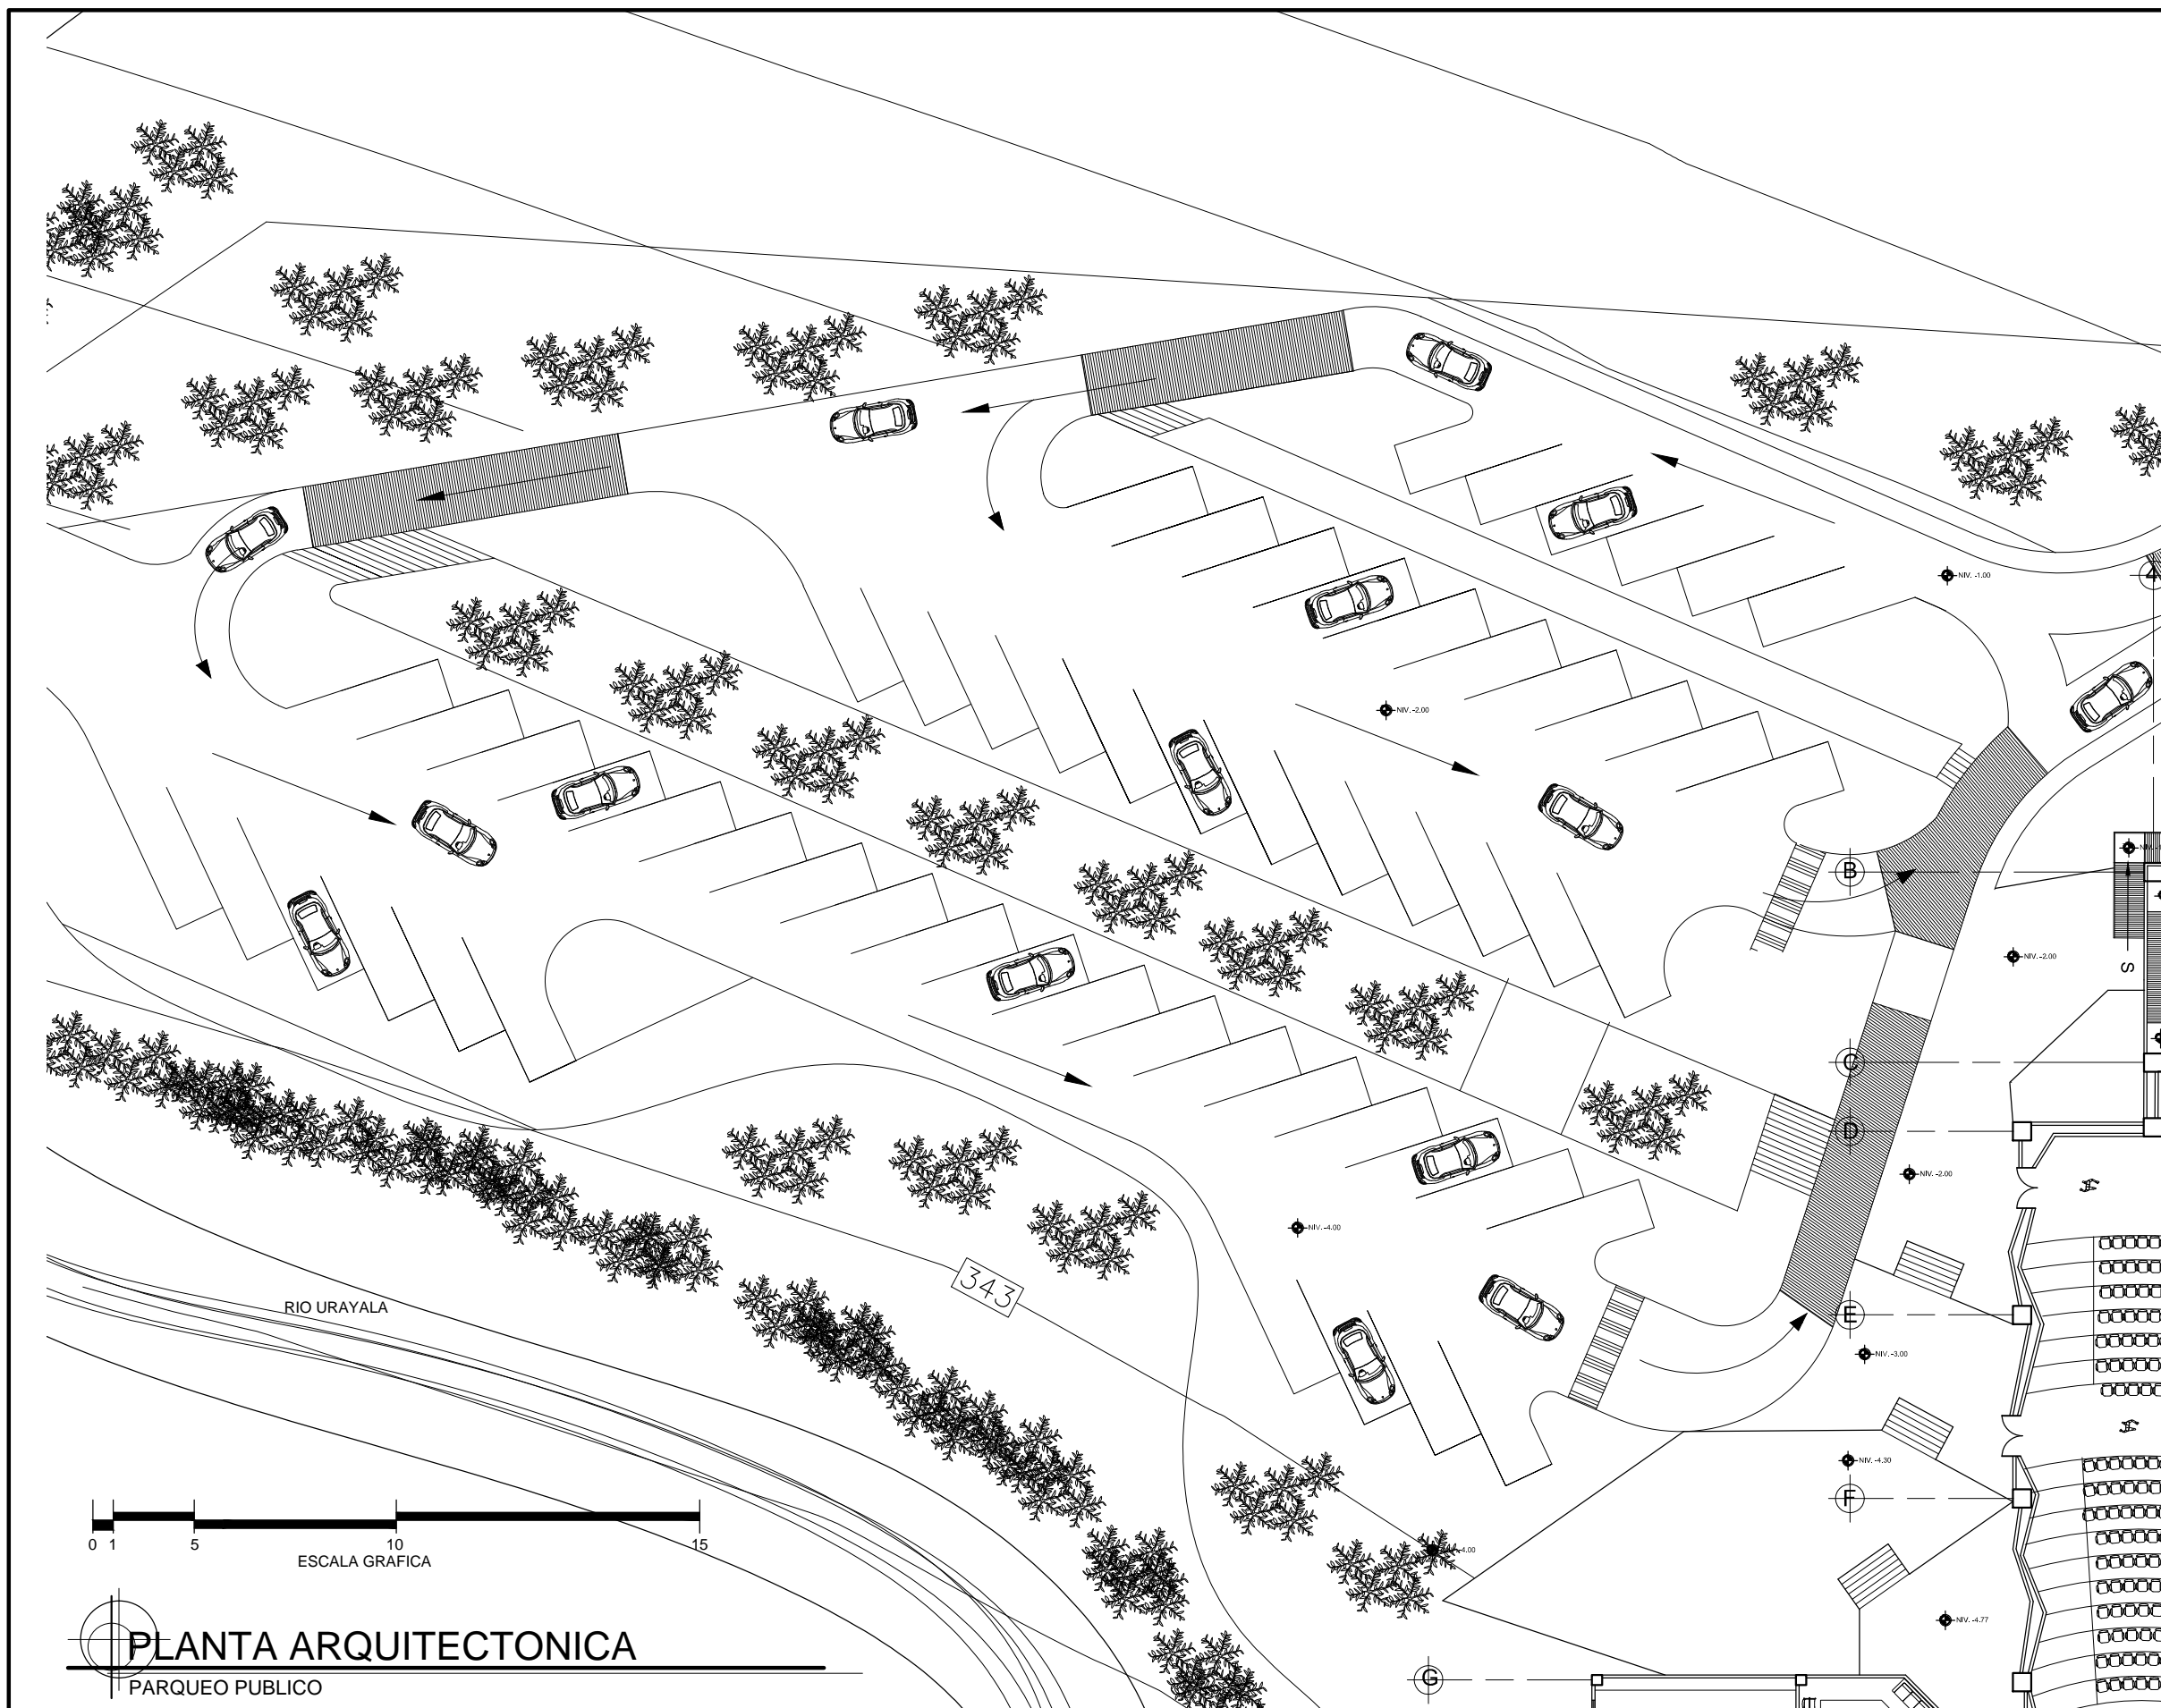 NIV. -1.00
4
NIV. -2.00
B
NIV. -2.00
S
C
D
NIV. -2.00
NIV. -4.00
343
RIO URAYALA
E
NIV. -3.00
NIV. -4.30
F
0 1 5 10 15
ESCALA GRAFICA
NIV. -4.77
PLANTA ARQUITECTONICA
G
PARQUEO PUBLICO